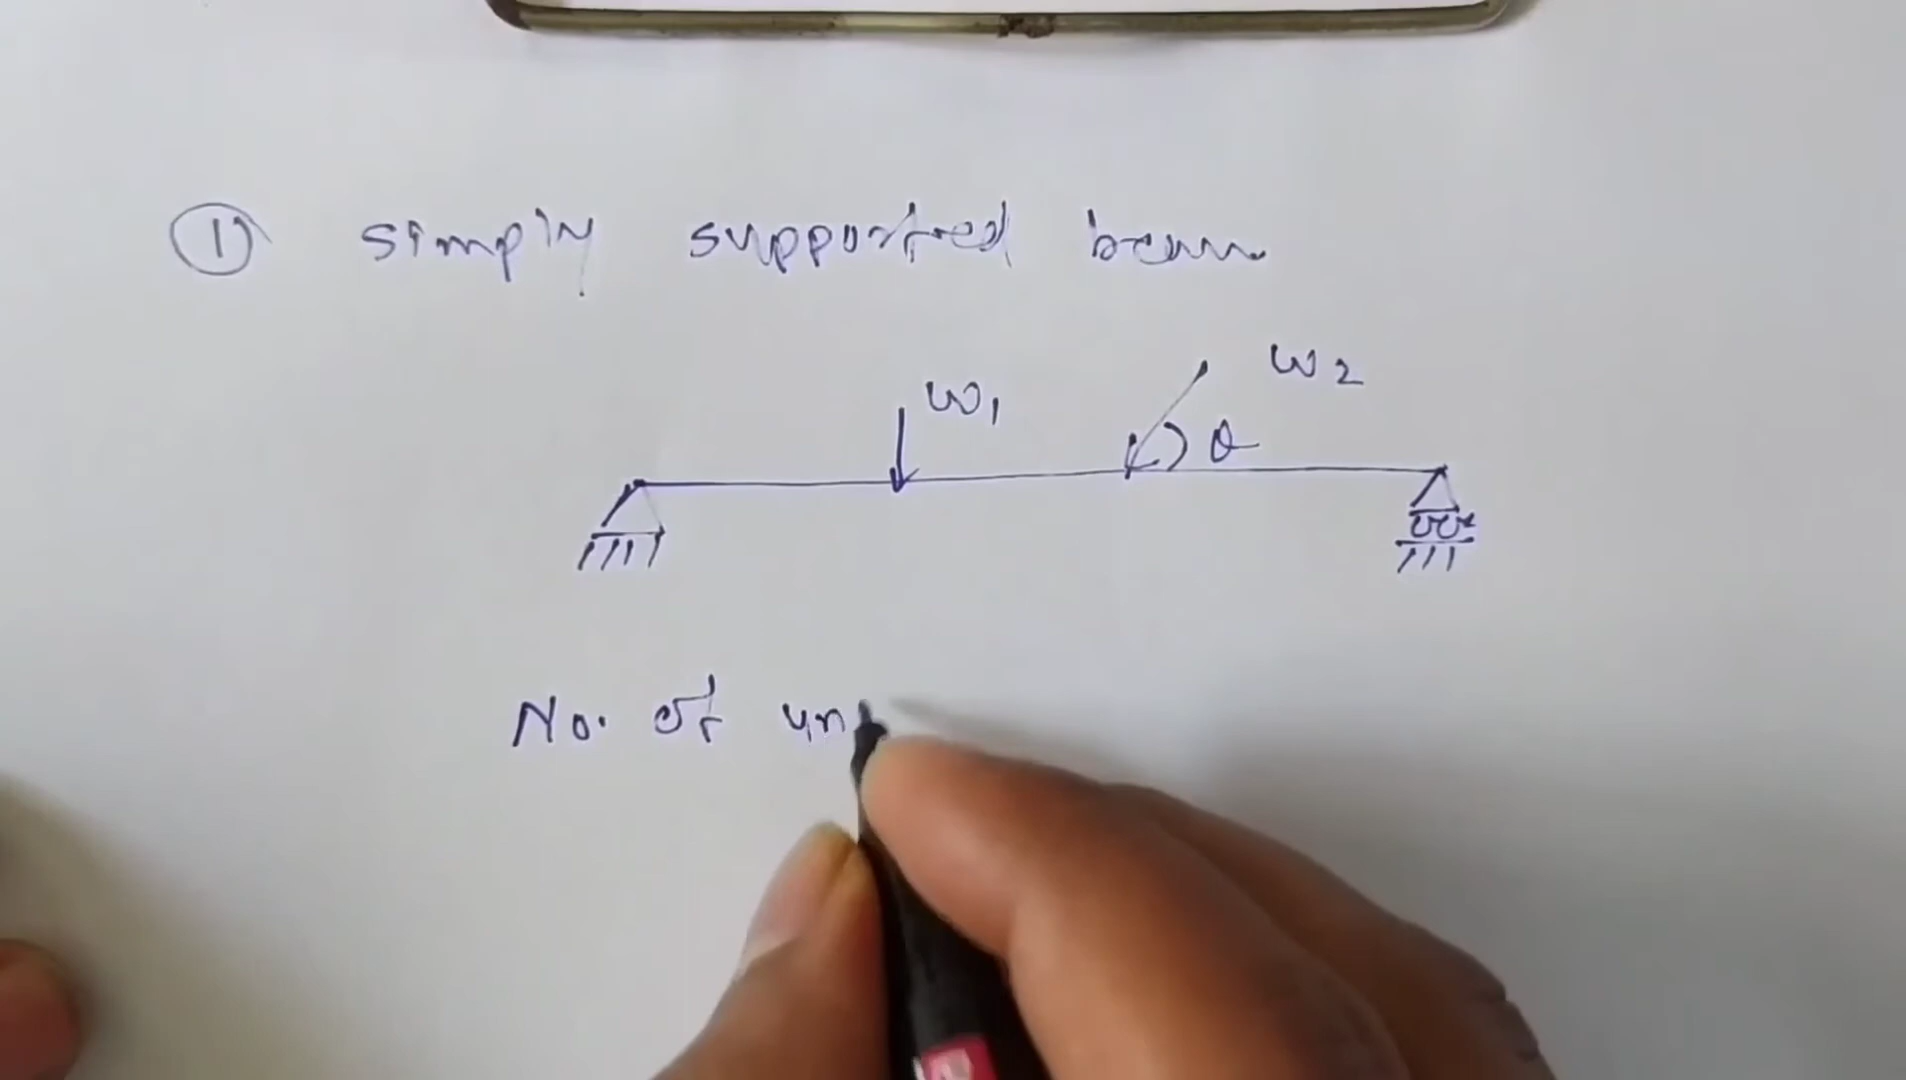 1 simply supported beam
w2
w1
θ
No. of un